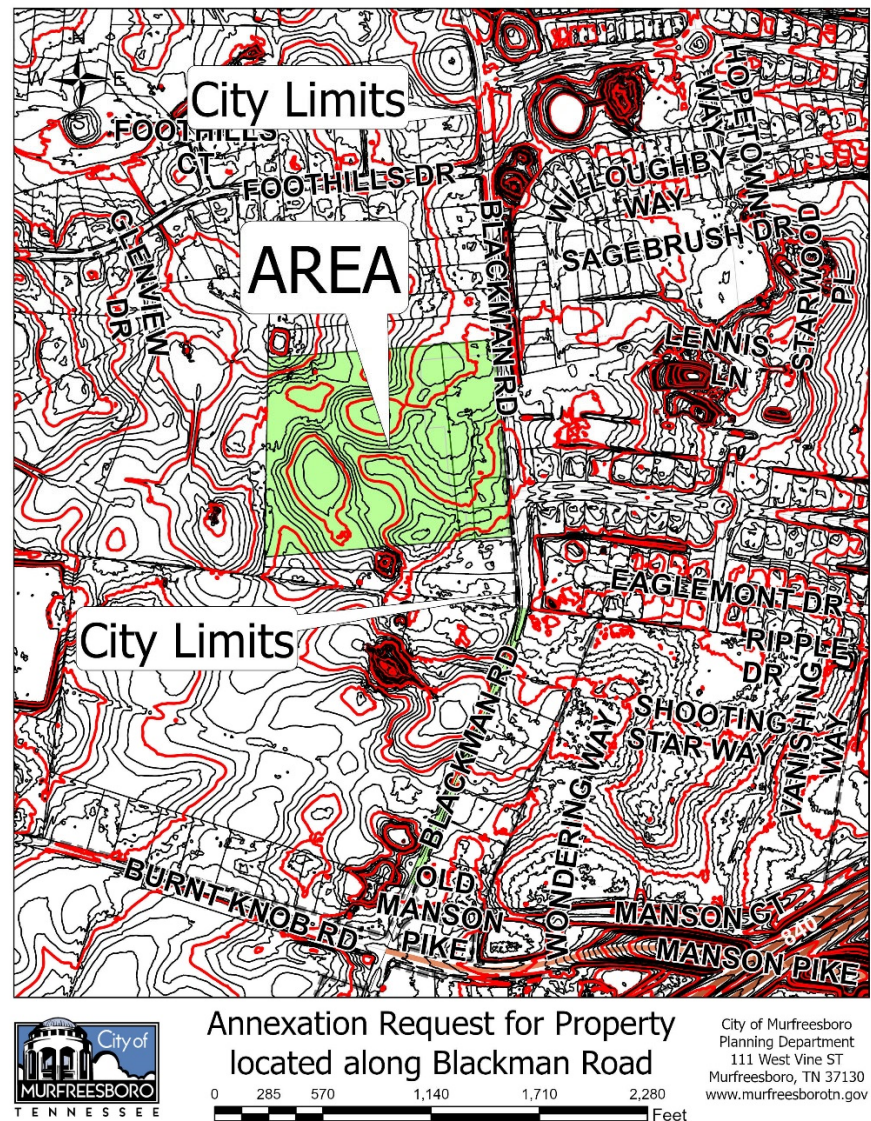 N
W
E
City Limits
FOOTHILLS
CT
FOOTHILLS DR
HOPETOWN
WAY
WILLOUGHBY
WAY
SAGEBRUSH DR
STARWOOD
PL
GLENVIEW
DR
AREA
BLACKMAN RD
LENNIS
LN
EAGLEMONT DR
City Limits
RIPPLE
DR
SHOOTING
STAR WAY
VANISHING
WAY
BLACKMAN RD
WONDERING WAY
BURNT KNOB RD
OLD
MANSON
PIKE
MANSON CT
840
MANSON PIKE
City of
MURFREESBORO
TENNESSEE
Annexation Request for Property
located along Blackman Road
0 285 570 1,140 1,710 2,280
Feet
City of Murfreesboro
Planning Department
111 West Vine ST
Murfreesboro, TN 37130
www.murfreesborotn.gov